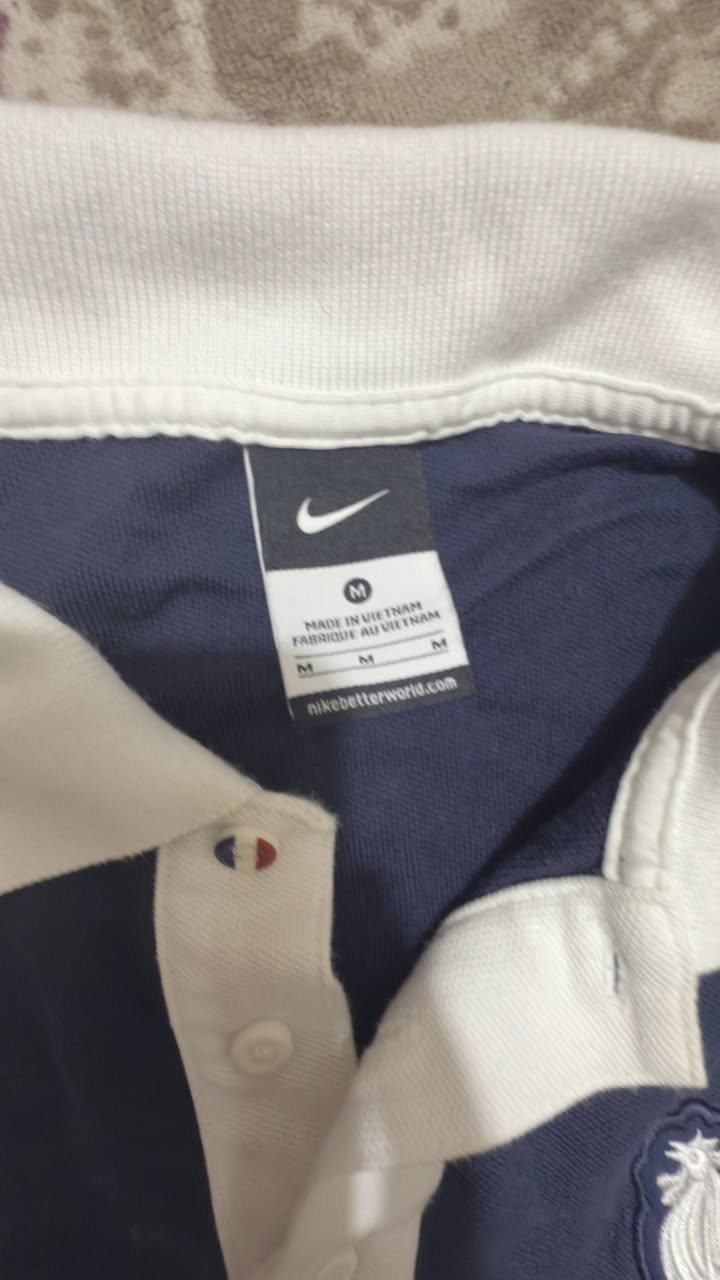 M
MADE IN VIETNAM
FABRIQUE AU VIETNAM
M M M
nikebetterworld.com